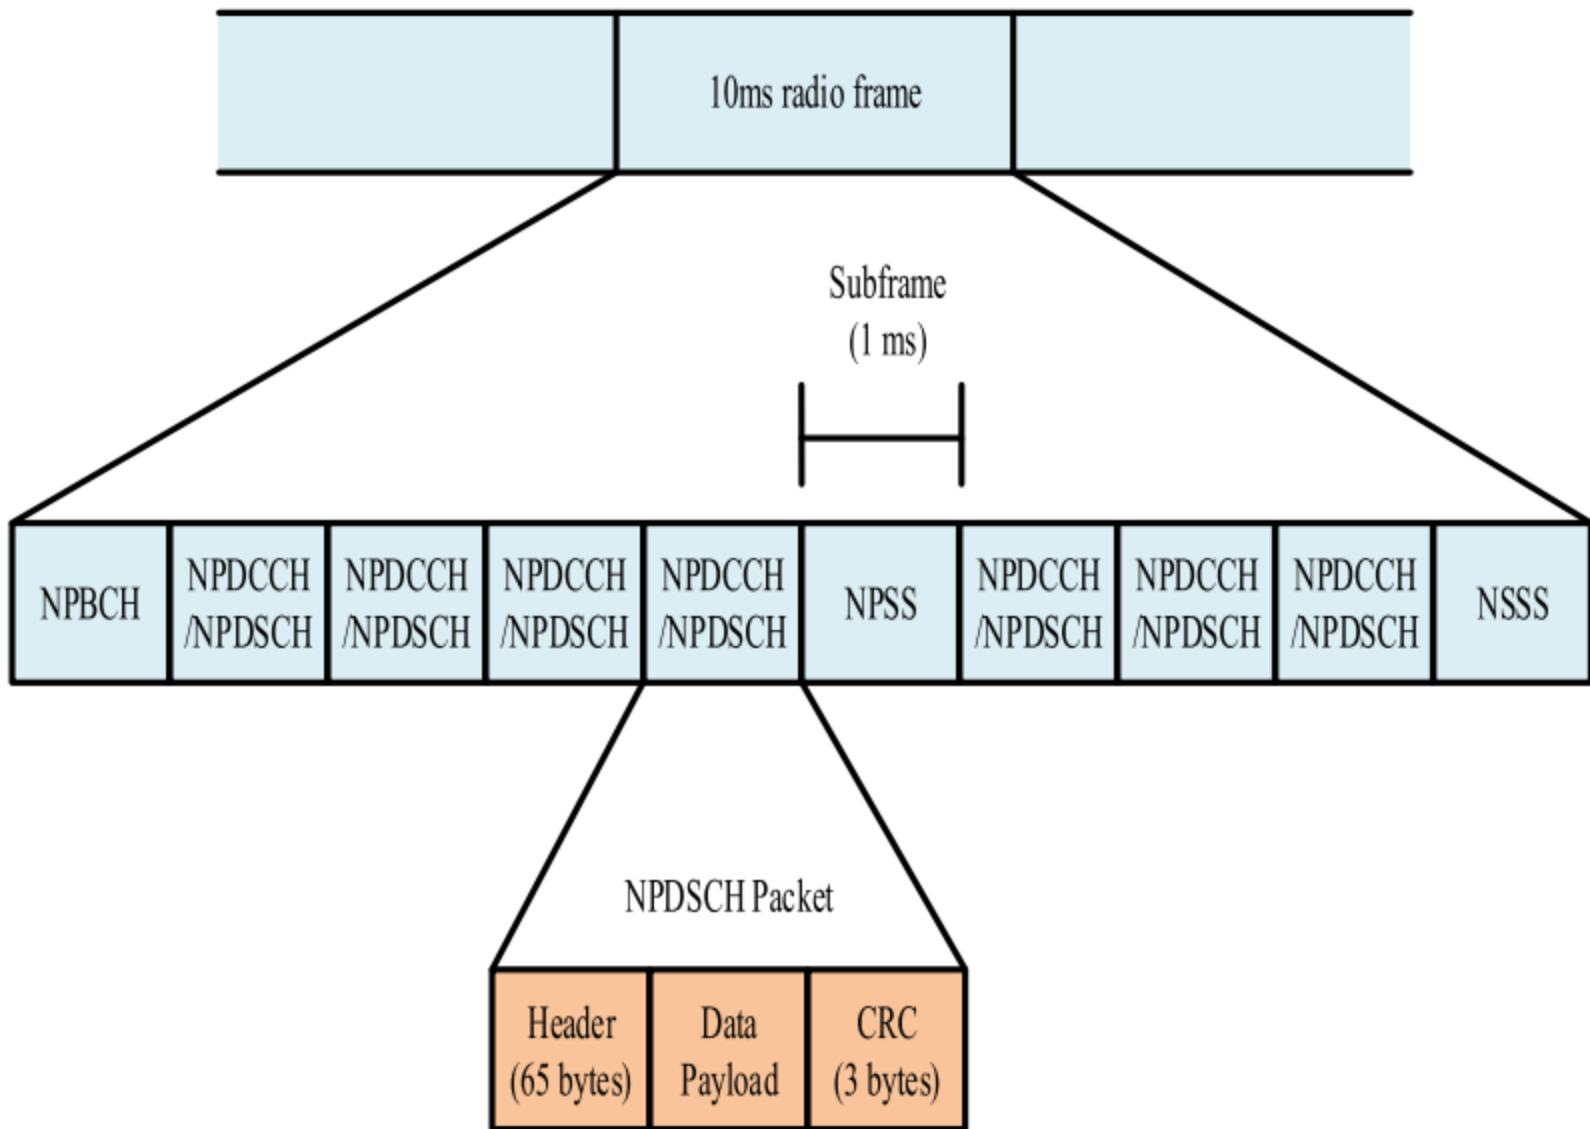 10ms radio frame
Subframe
(1 ms)
NPBCH
NPDCCH
/NPDSCH
NPDCCH
/NPDSCH
NPDCCH
/NPDSCH
NPDCCH
/NPDSCH
NPSS
NPDCCH
/NPDSCH
NPDCCH
/NPDSCH
NPDCCH
/NPDSCH
NSSS
NPDSCH Packet
Header
(65 bytes)
Data
Payload
CRC
(3 bytes)